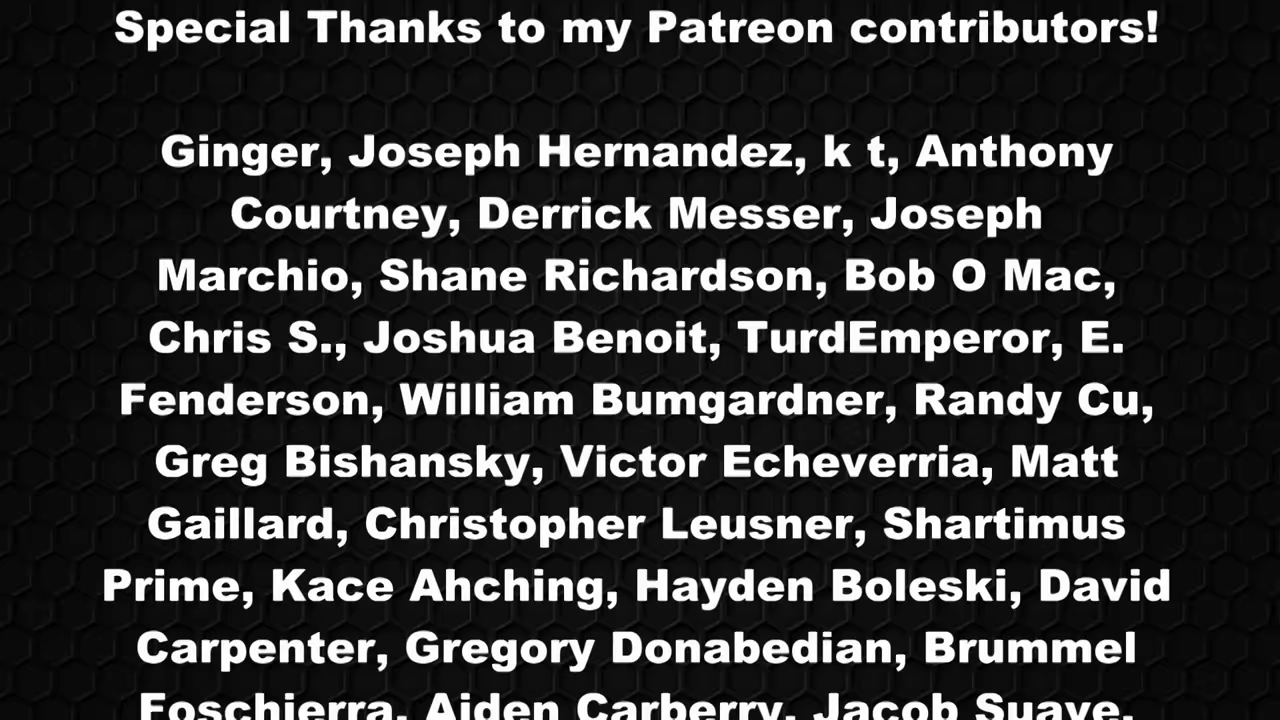 Special Thanks to my Patreon contributors!
Ginger, Joseph Hernandez, k t, Anthony
Courtney, Derrick Messer, Joseph
Marchio, Shane Richardson, Bob O Mac,
Chris S., Joshua Benoit, TurdEmperor, E.
Fenderson, William Bumgardner, Randy Cu,
Greg Bishansky, Victor Echeverria, Matt
Gaillard, Christopher Leusner, Shartimus
Prime, Kace Ahching, Hayden Boleski, David
Carpenter, Gregory Donabedian, Brummel
Foschierra, Aiden Carberry, Jacob Suave,